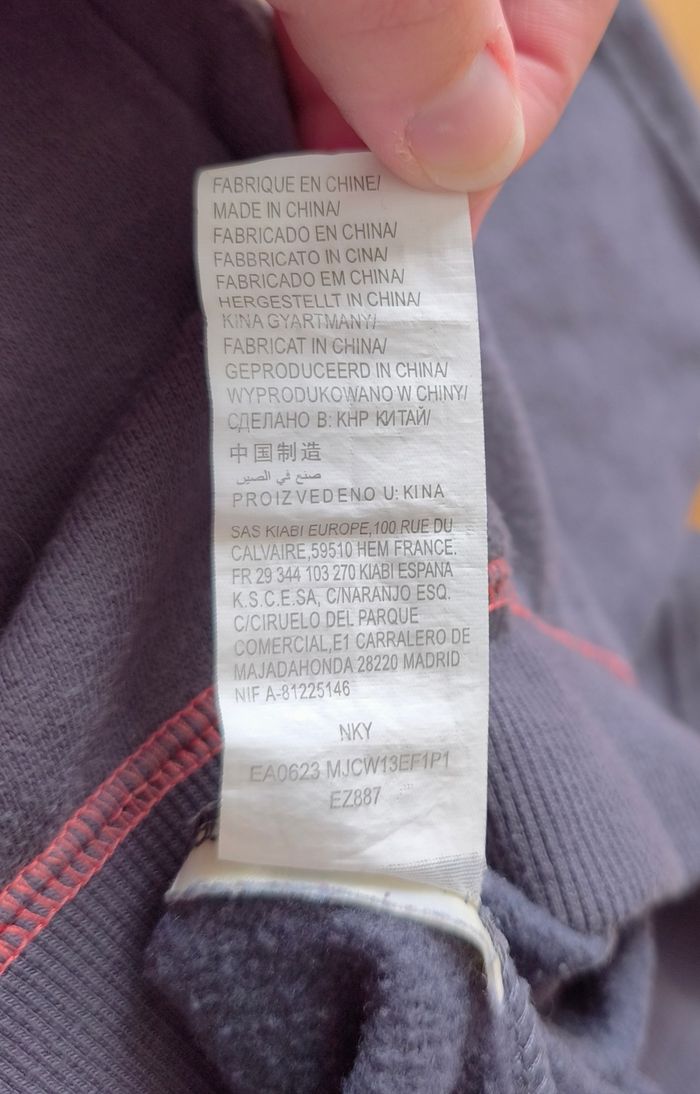 FABRIQUE EN CHINE/
MADE IN CHINA/
FABRICADO EN CHINA/
FABBRICATO IN CINA/
FABRICADO EM CHINA/
HERGESTELLT IN CHINA/
KINA GYARTMANY/
FABRICAT IN CHINA/
GEPRODUCEERD IN CHINA/
WYPRODUKOWANO W CHINY/
СДЕЛАНО В: КНР КИТАЙ/
中国制造
صنع في الصين
PROIZVEDENO U: KINA
SAS KIABI EUROPE,100 RUE DU
CALVAIRE,59510 HEM FRANCE.
FR 29 344 103 270 KIABI ESPANA
K.S.C.E.SA, C/NARANJO ESQ.
C/CIRUELO DEL PARQUE
COMERCIAL,E1 CARRALERO DE
MAJADAHONDA 28220 MADRID
NIF A-81225146
NKY
EA0623 MJCW13EF1P1
EZ887